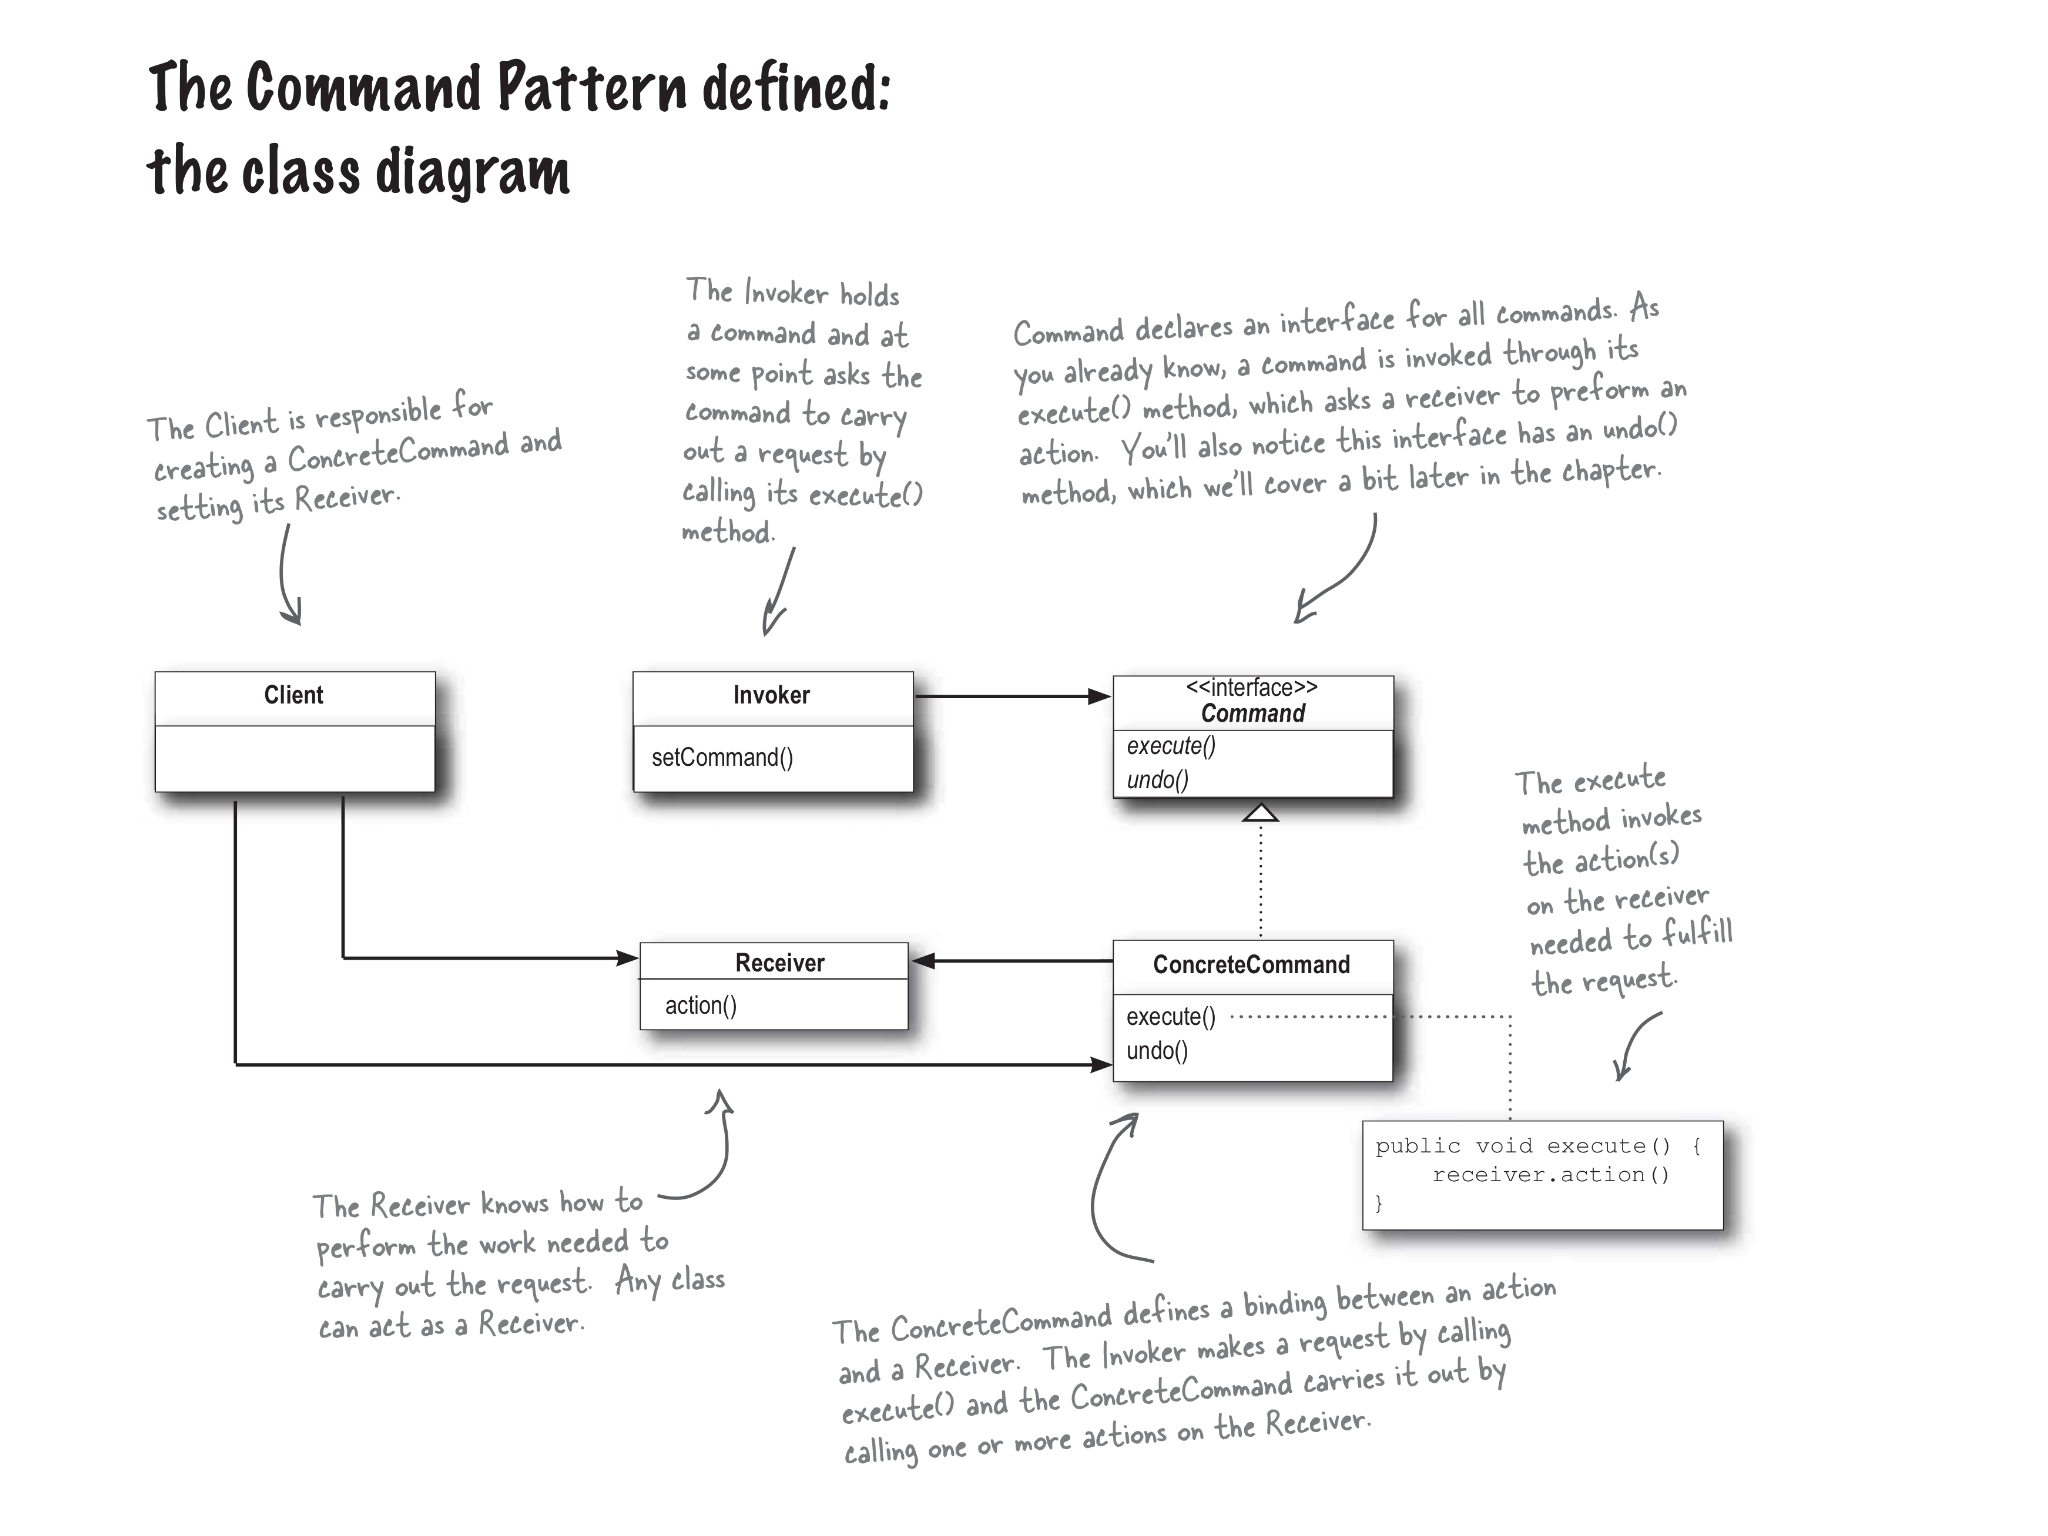 The Command Pattern defined:
the class diagram
The Client is responsible for
creating a ConcreteCommand and
setting its Receiver.
The Invoker holds
a command and at
some point asks the
command to carry
out a request by
calling its execute()
method.
Command declares an interface for all commands. As
you already know, a command is invoked through its
execute() method, which asks a receiver to preform an
action. You'll also notice this interface has an undo()
method, which we'll cover a bit later in the chapter.
Client
Invoker
setCommand()
<<interface>>
Command
execute()
undo()
The execute
method invokes
the action(s)
on the receiver
needed to fulfill
the request.
Receiver
action()
ConcreteCommand
execute()
undo()
public void execute() {
receiver.action()
}
The Receiver knows how to
perform the work needed to
carry out the request. Any class
can act as a Receiver.
The ConcreteCommand defines a binding between an action
and a Receiver. The Invoker makes a request by calling
execute() and the ConcreteCommand carries it out by
calling one or more actions on the Receiver.